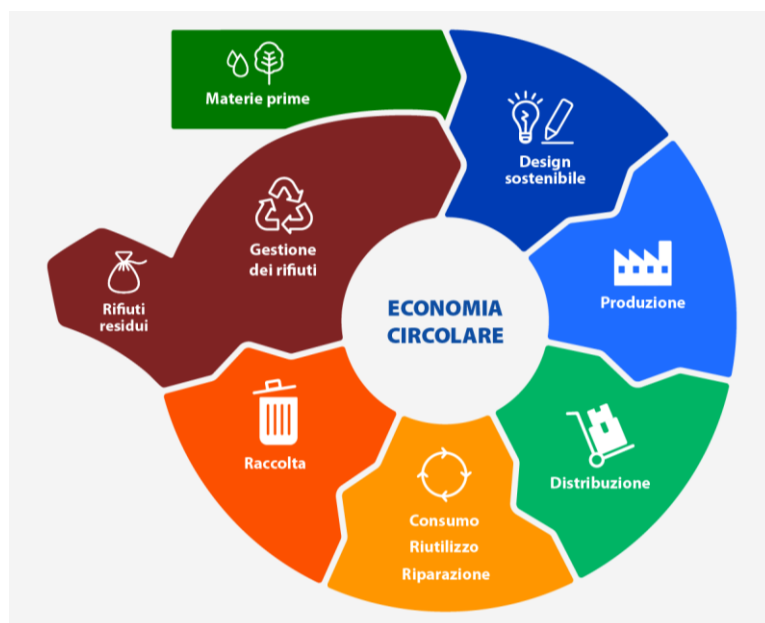 Materie prime
Design
sostenibile
Produzione
Distribuzione
Consumo
Riutilizzo
Riparazione
Raccolta
Gestione
dei rifiuti
Rifiuti
residui
ECONOMIA
CIRCOLARE